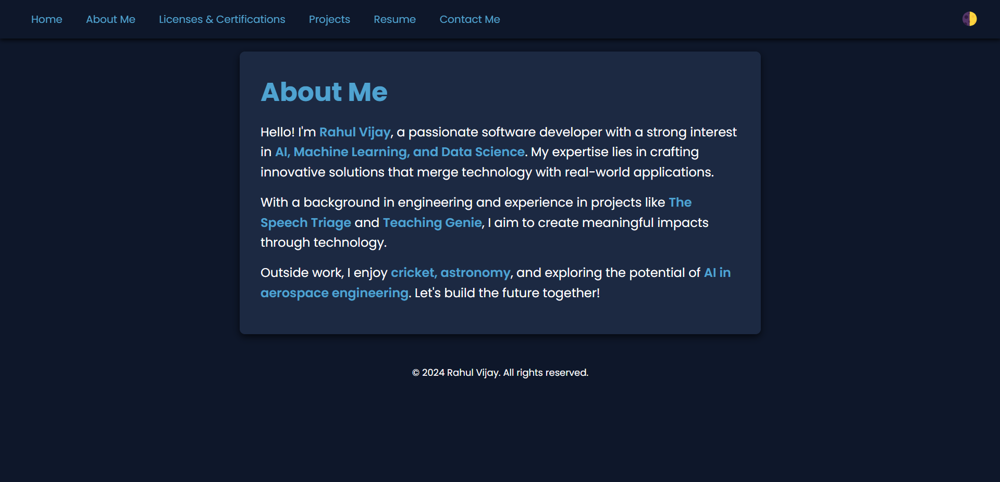 Home About Me Licenses & Certifications Projects Resume Contact Me
About Me
Hello! I'm Rahul Vijay, a passionate software developer with a strong interest
in AI, Machine Learning, and Data Science. My expertise lies in crafting
innovative solutions that merge technology with real-world applications.
With a background in engineering and experience in projects like The
Speech Triage and Teaching Genie, I aim to create meaningful impacts
through technology.
Outside work, I enjoy cricket, astronomy, and exploring the potential of AI in
aerospace engineering. Let's build the future together!
© 2024 Rahul Vijay. All rights reserved.